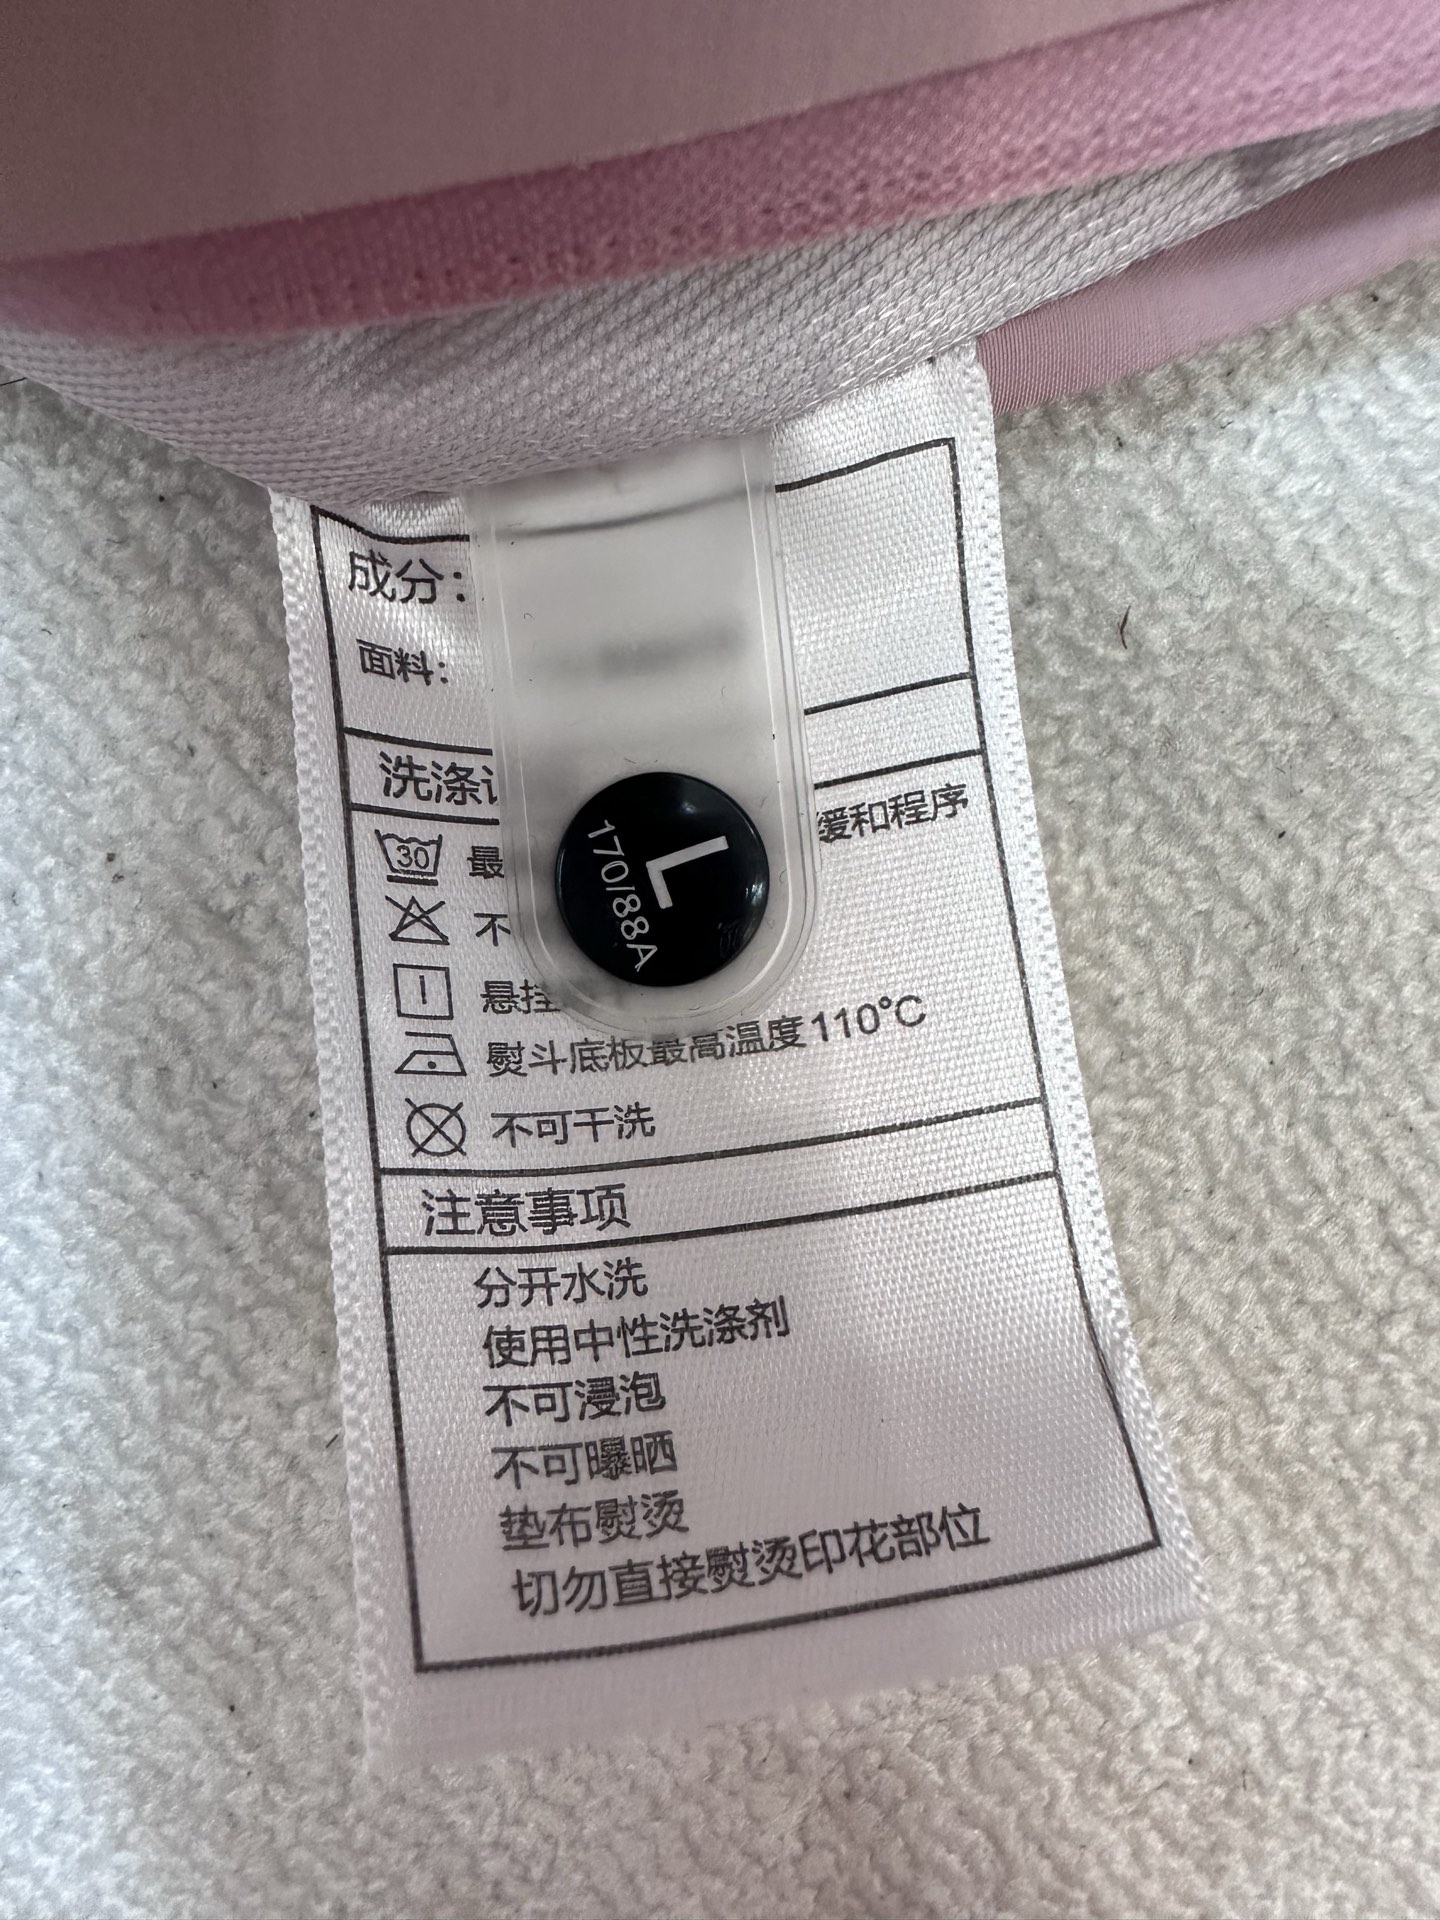 成分：
面料：
洗涤
30 最
缓和程序
不
悬挂
熨斗底板最高温度110°C
不可干洗
注意事项
分开水洗
使用中性洗涤剂
不可浸泡
不可曝晒
垫布熨烫
切勿直接熨烫印花部位
L
170/88A